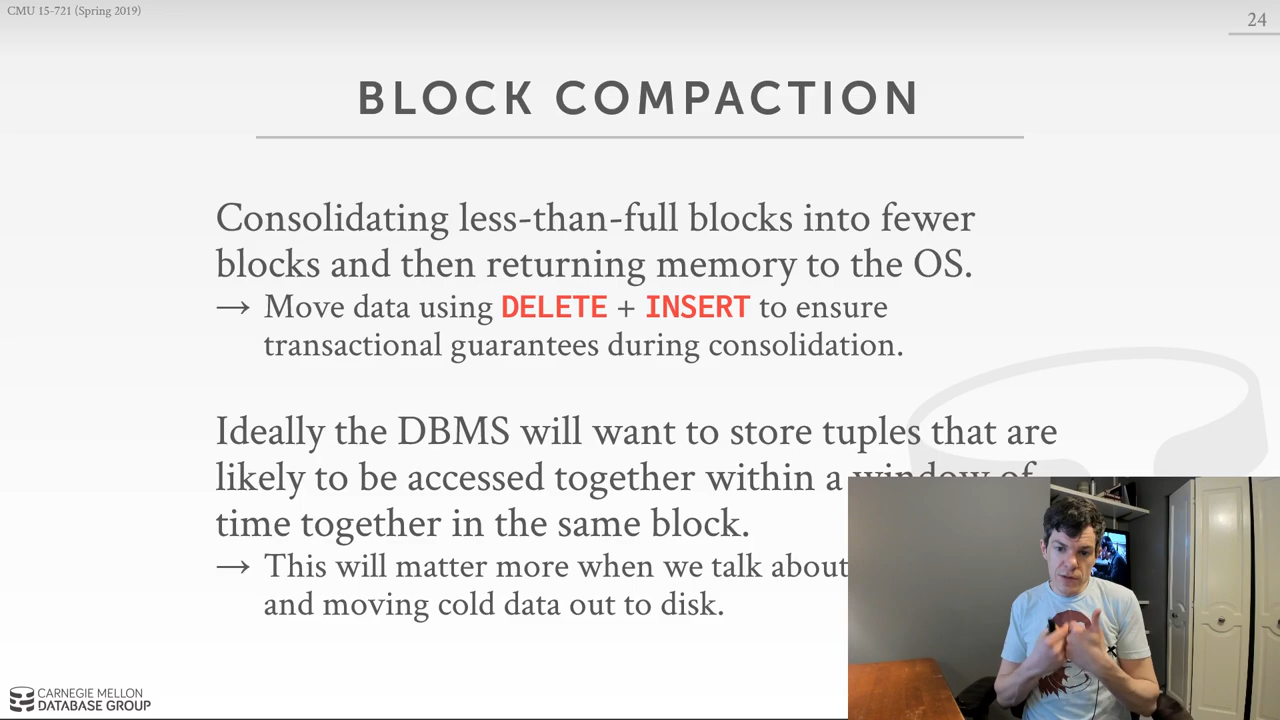 CMU 15-721 (Spring 2019)
24
BLOCK COMPACTION
Consolidating less-than-full blocks into fewer
blocks and then returning memory to the OS.
→ Move data using DELETE + INSERT to ensure
transactional guarantees during consolidation.
Ideally the DBMS will want to store tuples that are
likely to be accessed together within a window of
time together in the same block.
→ This will matter more when we talk about
and moving cold data out to disk.
CARNEGIE MELLON
DATABASE GROUP